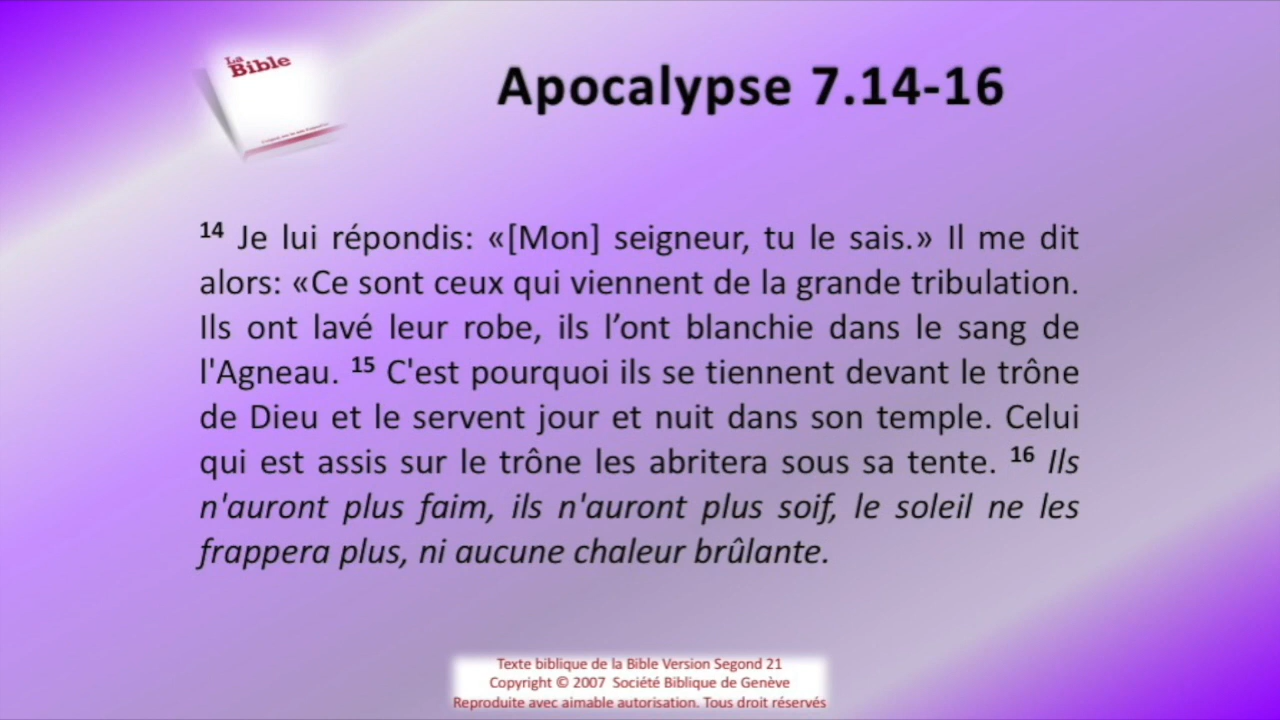 La
Bible
Apocalypse 7.14-16
14 Je lui répondis: «[Mon] seigneur, tu le sais.» Il me dit
alors: «Ce sont ceux qui viennent de la grande tribulation.
Ils ont lavé leur robe, ils l’ont blanchie dans le sang de
l'Agneau. 15 C'est pourquoi ils se tiennent devant le trône
de Dieu et le servent jour et nuit dans son temple. Celui
qui est assis sur le trône les abritera sous sa tente. 16 Ils
n'auront plus faim, ils n'auront plus soif, le soleil ne les
frappera plus, ni aucune chaleur brûlante.
Texte biblique de la Bible Version Segond 21
Copyright © 2007 Société Biblique de Genève
Reproduite avec aimable autorisation. Tous droit réservés